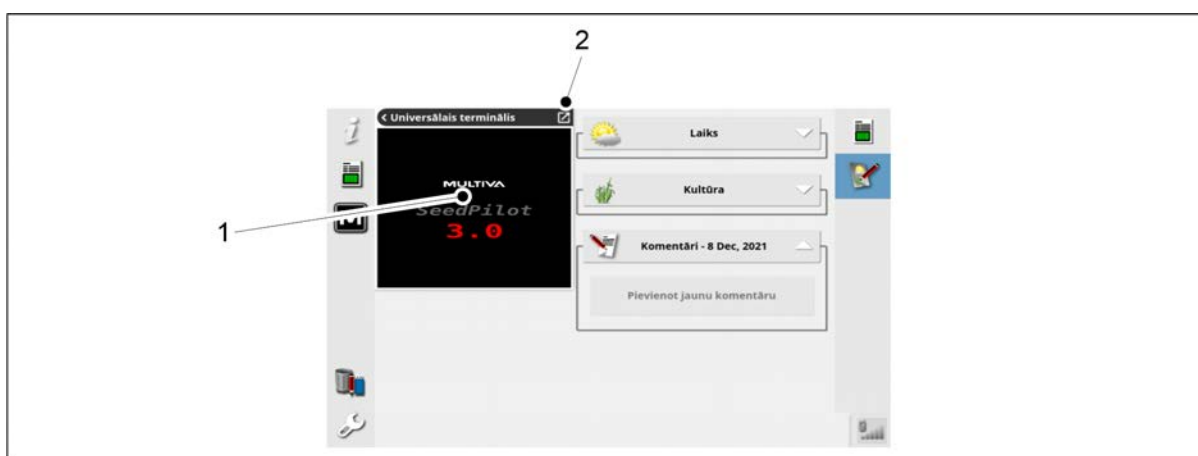 2
< Universālais terminālis
MULTIVA
SeedPilot
3.0
1
Laiks
Kultūra
Komentāri - 8 Dec, 2021
Pievienot jaunu komentāru